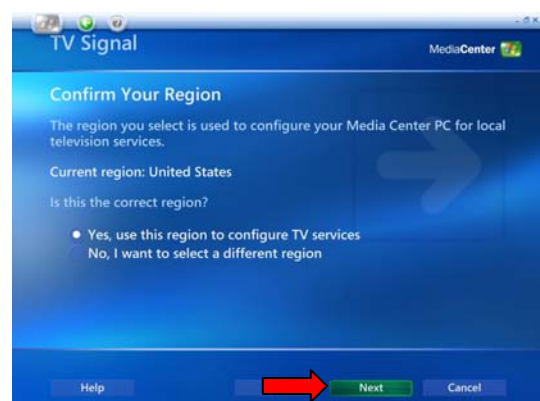 TV Signal
MediaCenter
Confirm Your Region
The region you select is used to configure your Media Center PC for local
television services.
Current region: United States
Is this the correct region?
Yes, use this region to configure TV services
No, I want to select a different region
Help
Next
Cancel